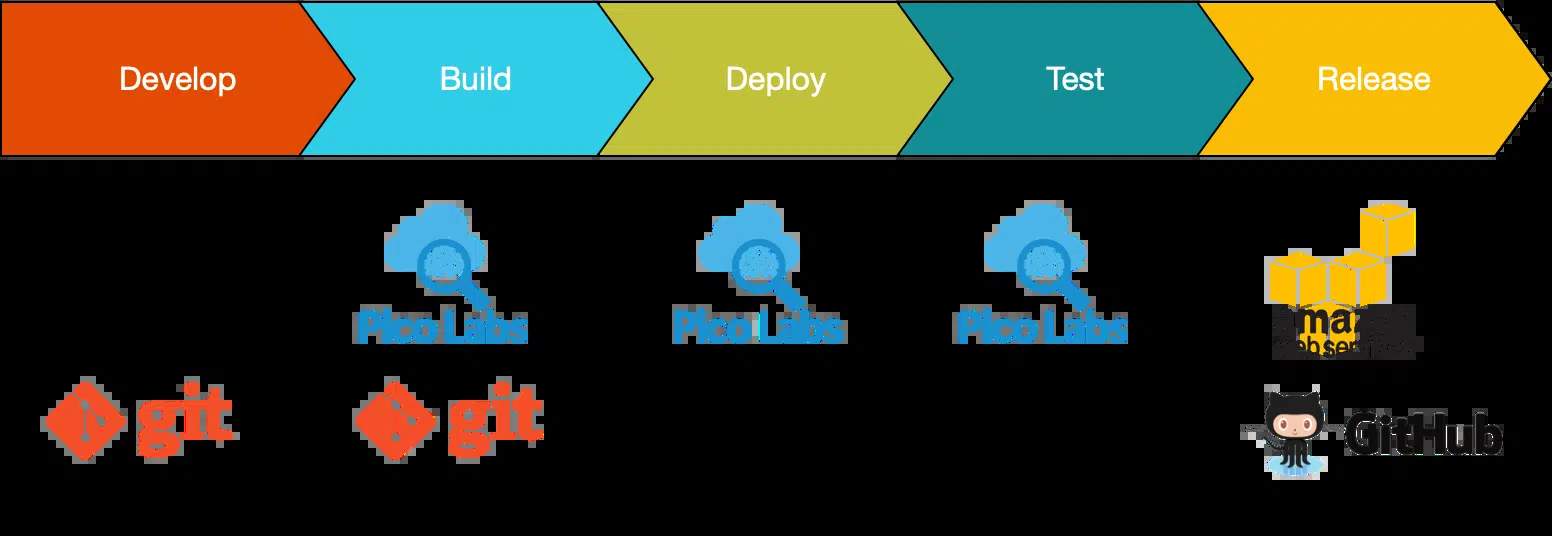 Develop
Build
Deploy
Test
Release
Pico Labs
Pico Labs
Pico Labs
amazon
web services
git
git
GitHub